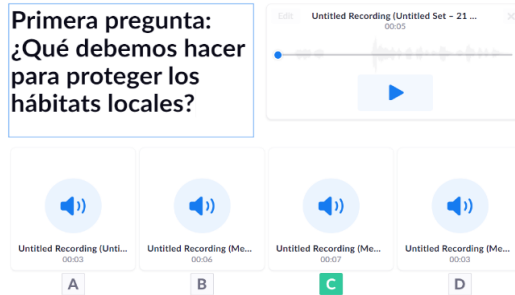 Primera pregunta:
¿Qué debemos hacer
para proteger los
hábitats locales?
Edit
Untitled Recording (Untitled Set – 21 ...
00:05
Untitled Recording (Unti...
00:03
Untitled Recording (Me...
00:06
Untitled Recording (Me...
00:07
Untitled Recording (Me...
00:03
A
B
C
D